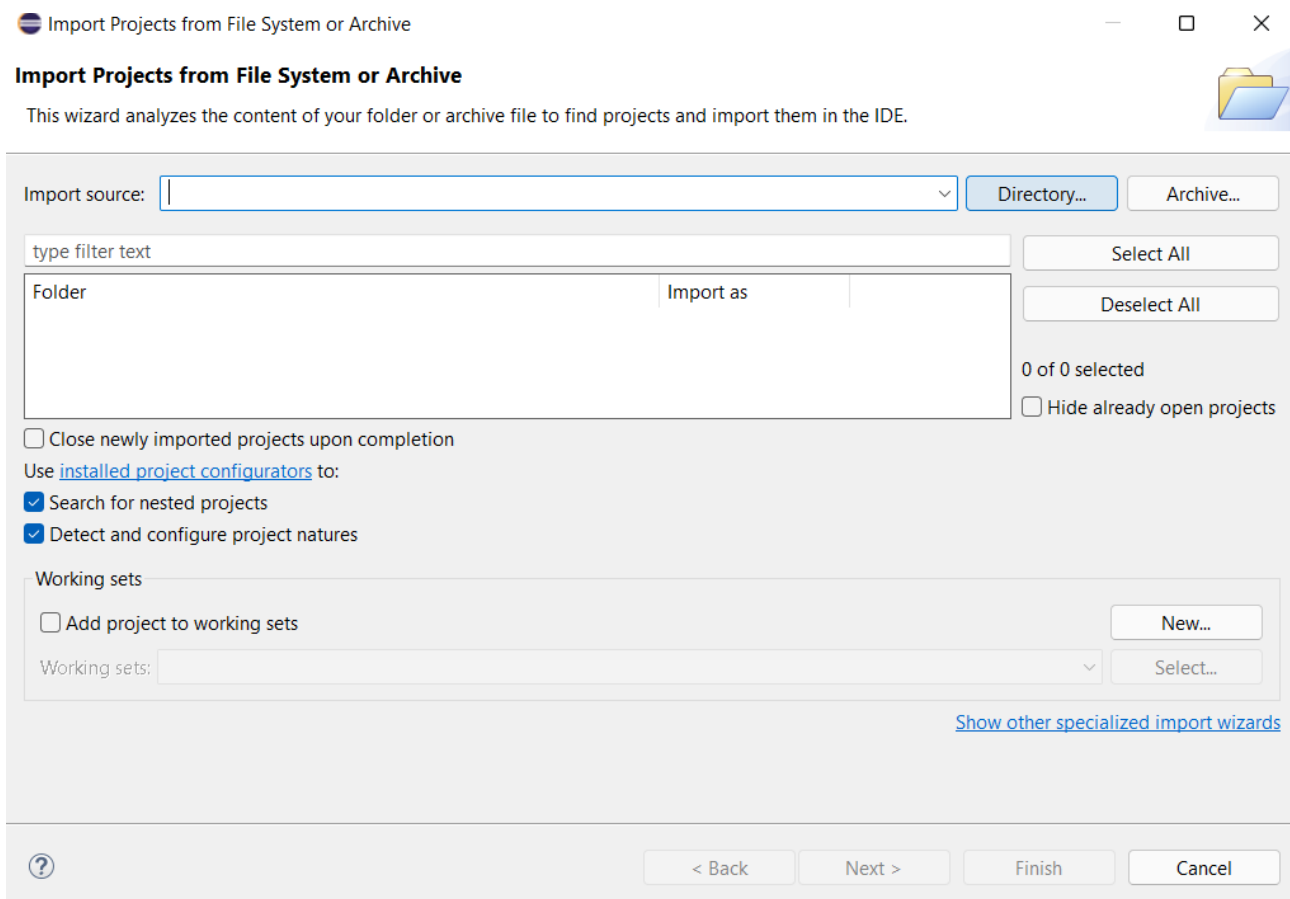 Import Projects from File System or Archive
Import Projects from File System or Archive
This wizard analyzes the content of your folder or archive file to find projects and import them in the IDE.
Import source: Directory... Archive...
type filter text Select All
Folder Import as
Deselect All
0 of 0 selected
Hide already open projects
Close newly imported projects upon completion
Use installed project configurators to:
Search for nested projects
Detect and configure project natures
Working sets
Add project to working sets New...
Working sets: Select...
Show other specialized import wizards
? < Back Next > Finish Cancel